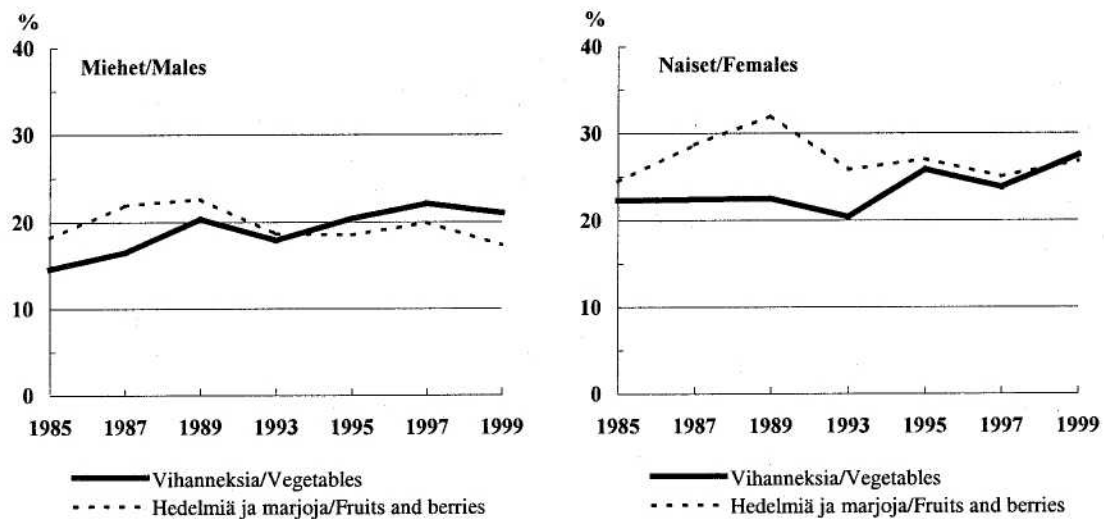 %
40
Miehet/Males
30
20
10
0
1985 1987 1989 1993 1995 1997 1999
Vihanneksia/Vegetables
Hedelmiä ja marjoja/Fruits and berries
%
40
Naiset/Females
30
20
10
0
1985 1987 1989 1993 1995 1997 1999
Vihanneksia/Vegetables
Hedelmiä ja marjoja/Fruits and berries